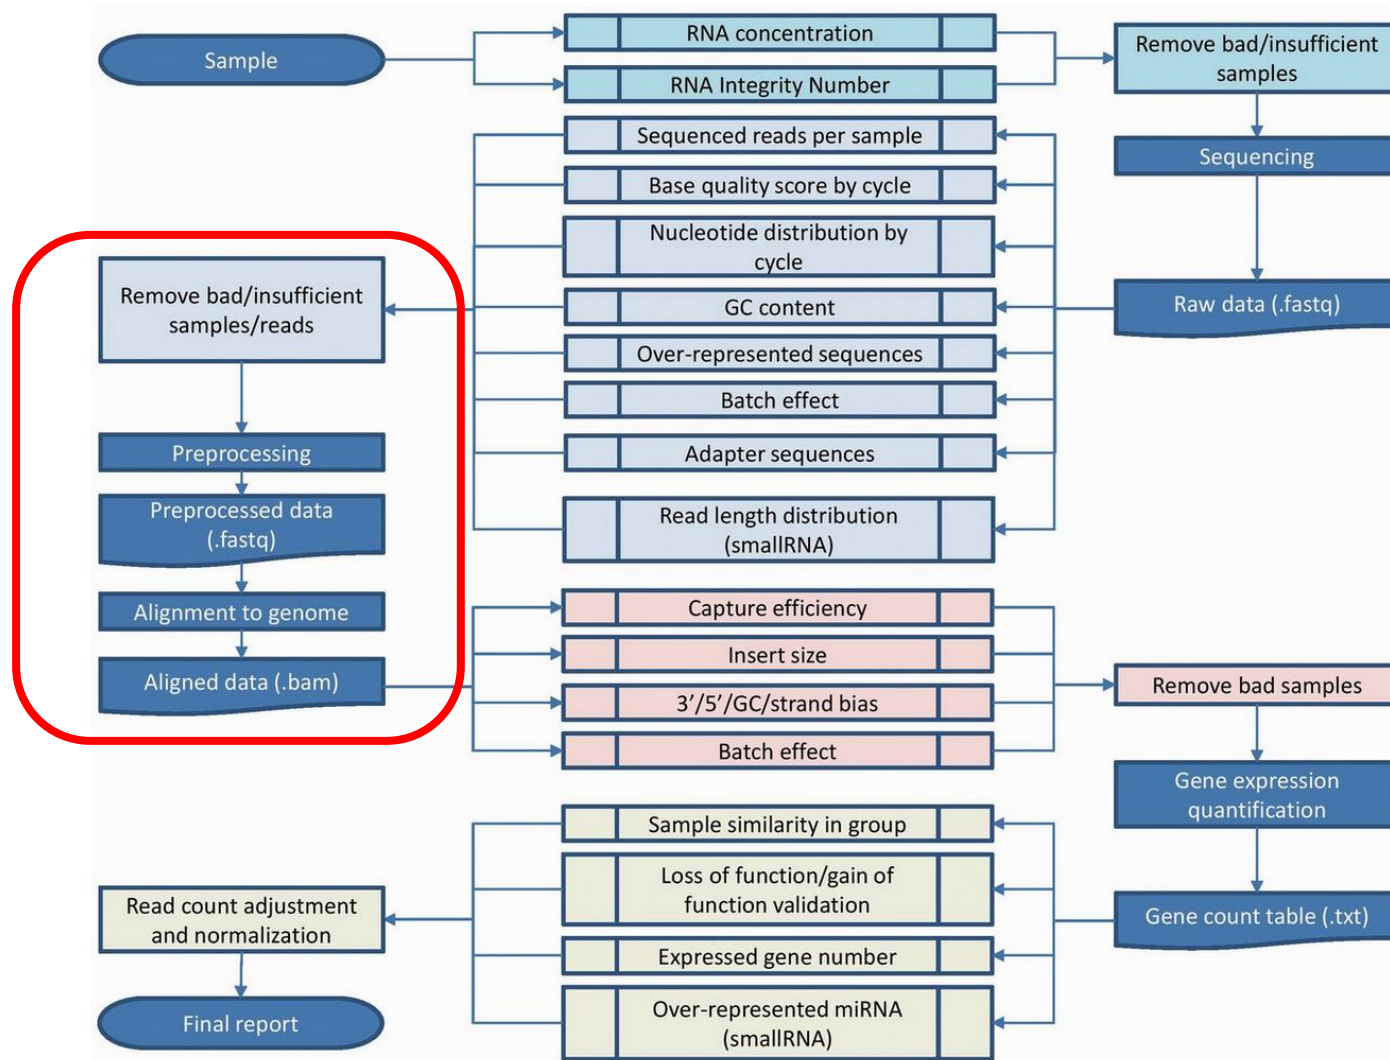 Sample
RNA concentration
RNA Integrity Number
Remove bad/insufficient
samples
Sequencing
Raw data (.fastq)
Sequenced reads per sample
Base quality score by cycle
Nucleotide distribution by
cycle
GC content
Over-represented sequences
Batch effect
Adapter sequences
Read length distribution
(smallRNA)
Remove bad/insufficient
samples/reads
Preprocessing
Preprocessed data
(.fastq)
Alignment to genome
Aligned data (.bam)
Capture efficiency
Insert size
3’/5’/GC/strand bias
Batch effect
Remove bad samples
Gene expression
quantification
Gene count table (.txt)
Sample similarity in group
Loss of function/gain of
function validation
Expressed gene number
Over-represented miRNA
(smallRNA)
Read count adjustment
and normalization
Final report